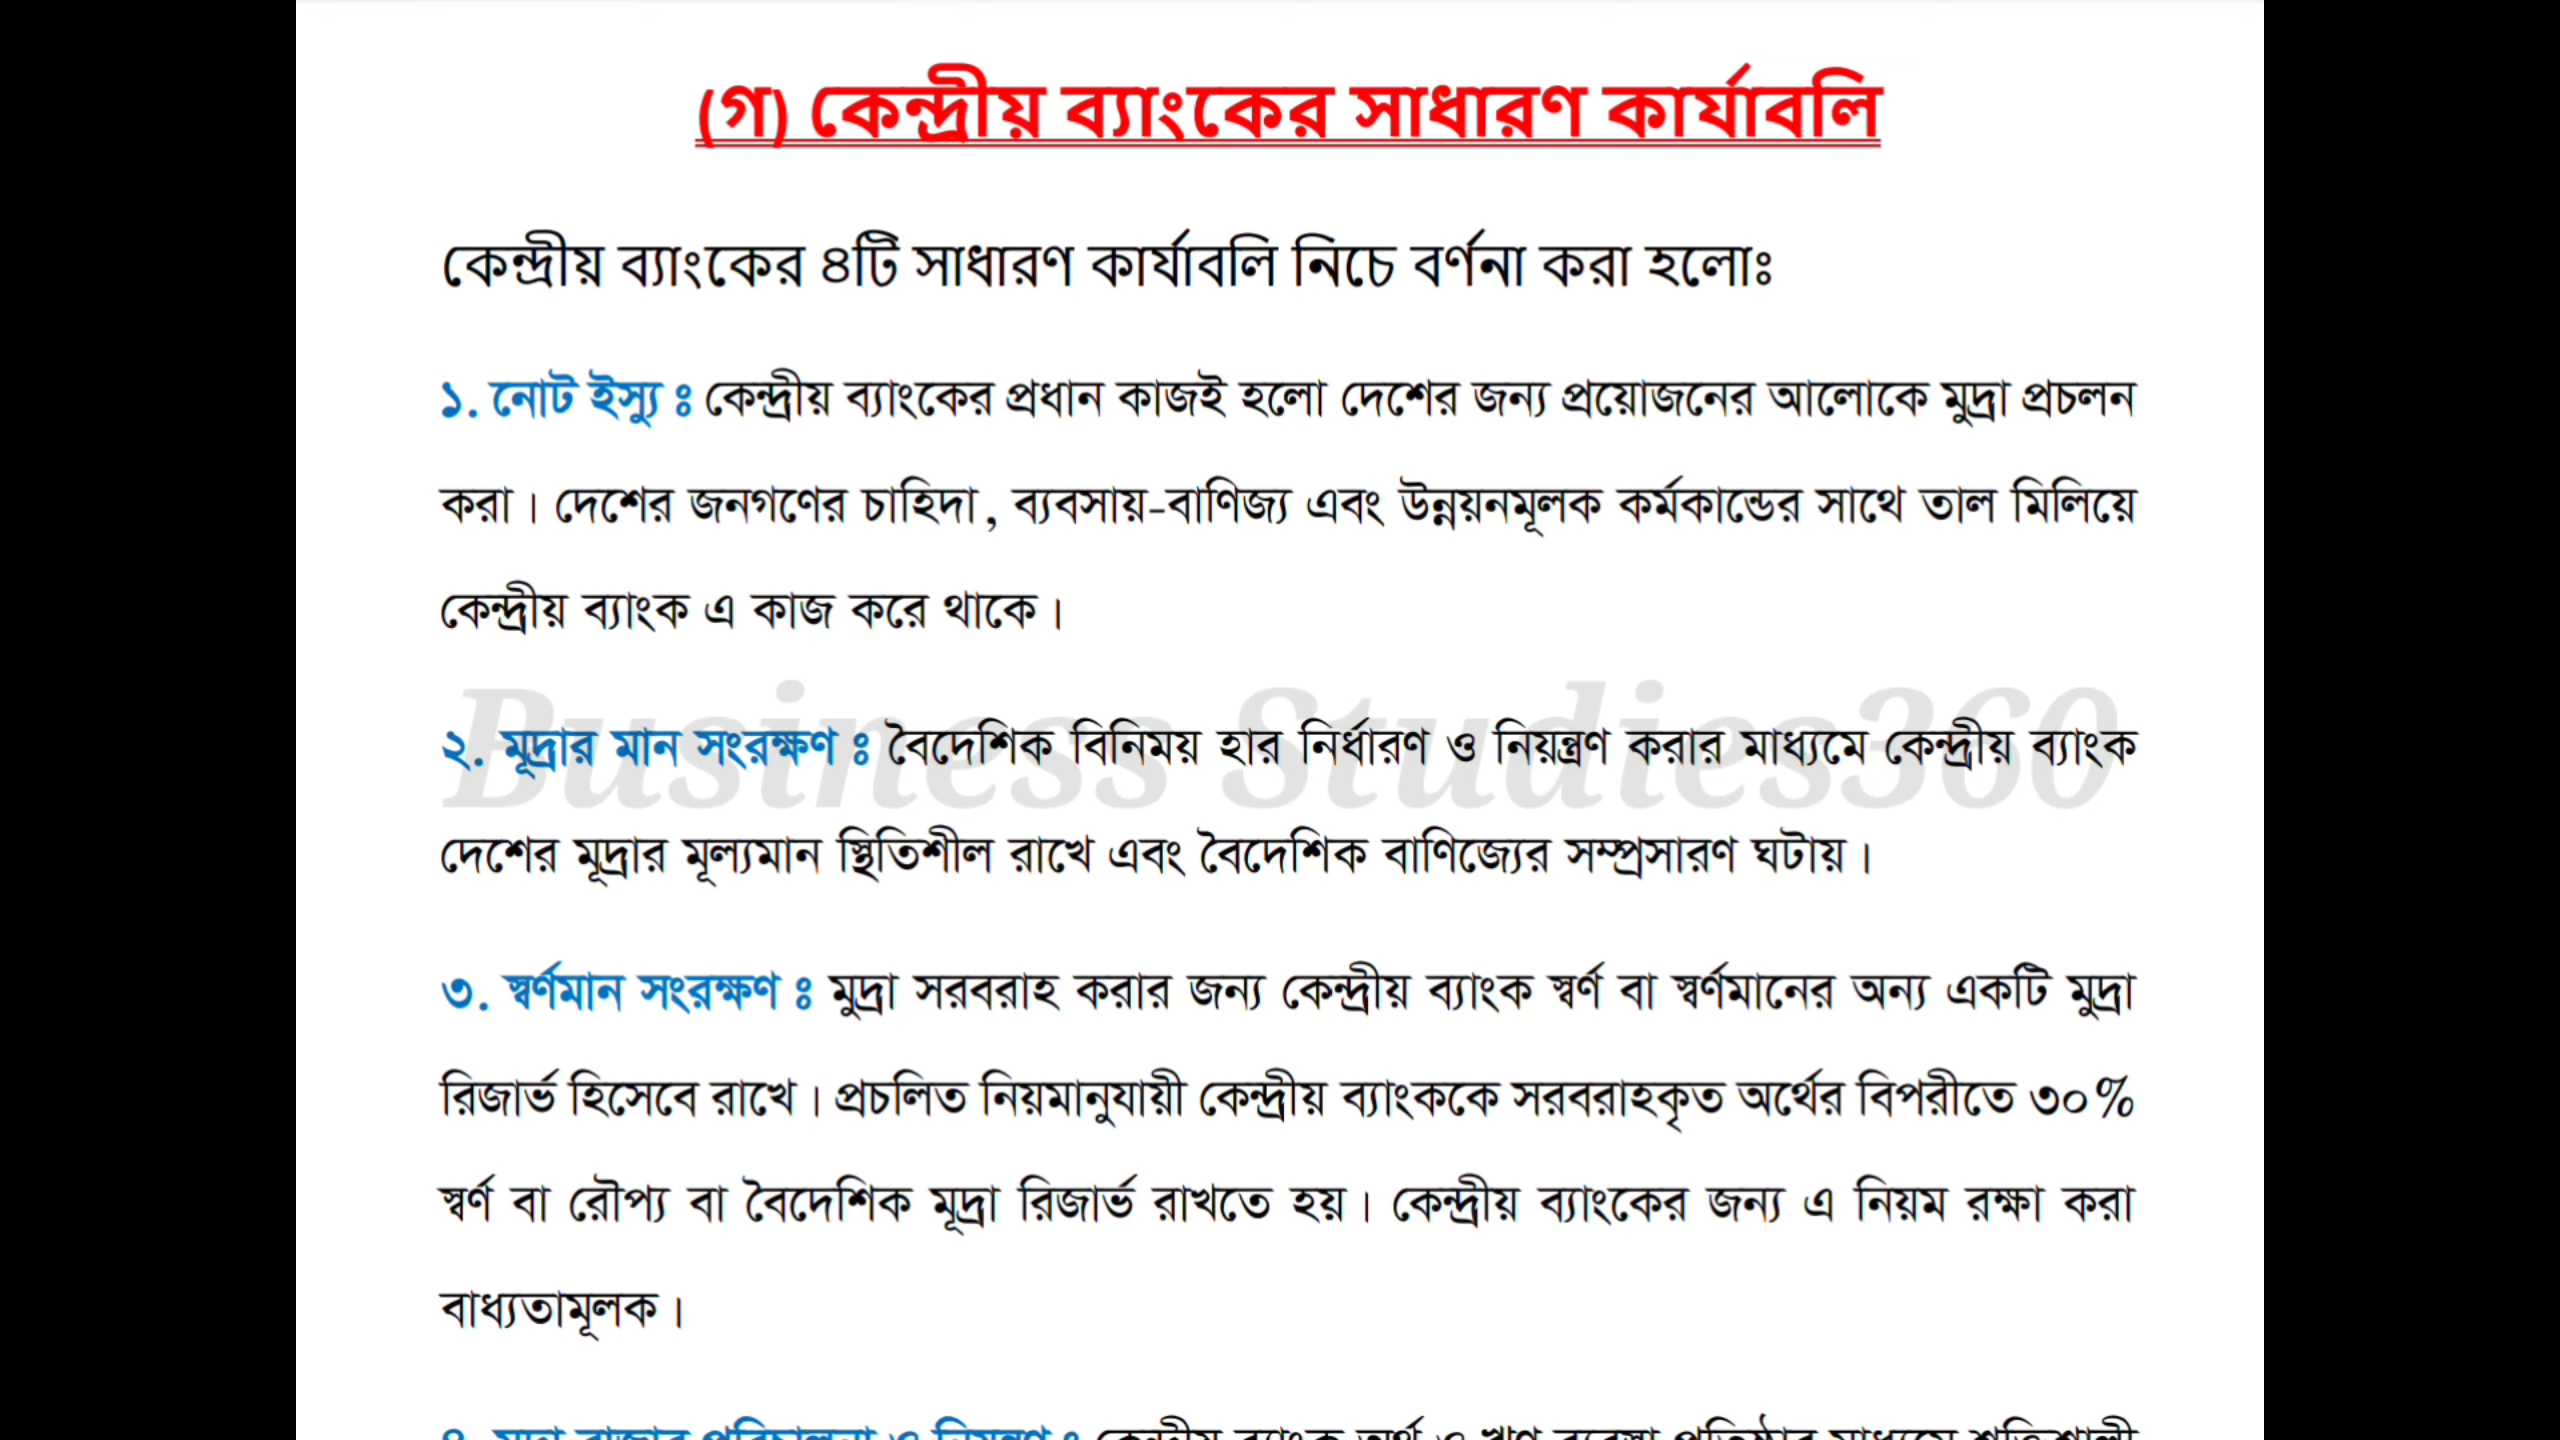 (গ) কেন্দ্রীয় ব্যাংকের সাধারণ কার্যাবলি
কেন্দ্রীয় ব্যাংকের ৪টি সাধারণ কার্যাবলি নিচে বর্ণনা করা হলোঃ
১. নোট ইস্যু ঃ কেন্দ্রীয় ব্যাংকের প্রধান কাজই হলো দেশের জন্য প্রয়োজনের আলোকে মুদ্রা প্রচলন
করা। দেশের জনগণের চাহিদা, ব্যবসায়-বাণিজ্য এবং উন্নয়নমূলক কর্মকান্ডের সাথে তাল মিলিয়ে
কেন্দ্রীয় ব্যাংক এ কাজ করে থাকে।
Business Studies360
২. মূদ্রার মান সংরক্ষণ ঃ বৈদেশিক বিনিময় হার নির্ধারণ ও নিয়ন্ত্রণ করার মাধ্যমে কেন্দ্রীয় ব্যাংক
দেশের মূদ্রার মূল্যমান স্থিতিশীল রাখে এবং বৈদেশিক বাণিজ্যের সম্প্রসারণ ঘটায়।
৩. স্বর্ণমান সংরক্ষণ ঃ মুদ্রা সরবরাহ করার জন্য কেন্দ্রীয় ব্যাংক স্বর্ণ বা স্বর্ণমানের অন্য একটি মুদ্রা
রিজার্ভ হিসেবে রাখে। প্রচলিত নিয়মানুযায়ী কেন্দ্রীয় ব্যাংককে সরবরাহকৃত অর্থের বিপরীতে ৩০%
স্বর্ণ বা রৌপ্য বা বৈদেশিক মূদ্রা রিজার্ভ রাখতে হয়। কেন্দ্রীয় ব্যাংকের জন্য এ নিয়ম রক্ষা করা
বাধ্যতামূলক।